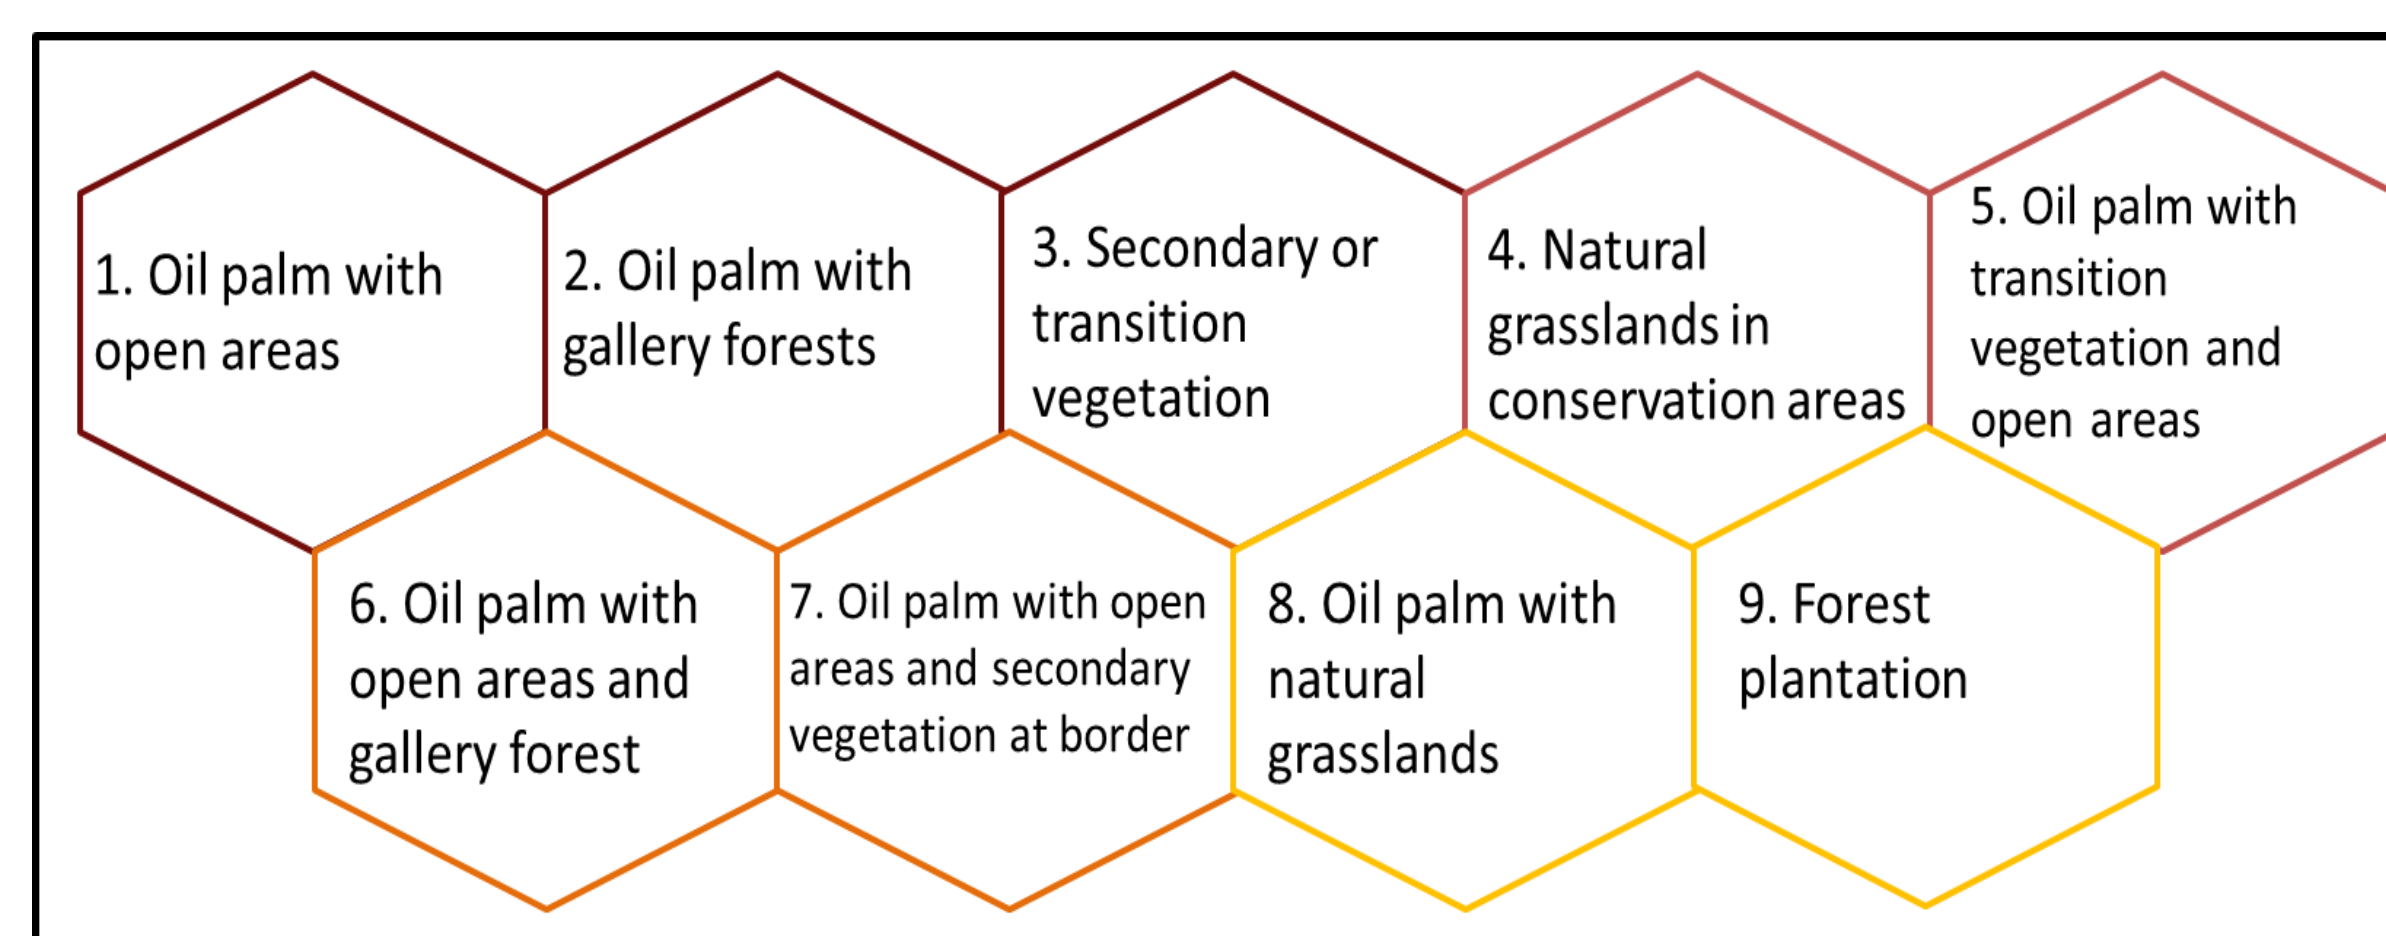 1. Oil palm with
open areas
2. Oil palm with
gallery forests
3. Secondary or
transition
vegetation
4. Natural
grasslands in
conservation areas
5. Oil palm with
transition
vegetation and
open areas
6. Oil palm with
open areas and
gallery forest
7. Oil palm with open
areas and secondary
vegetation at border
8. Oil palm with
natural
grasslands
9. Forest
plantation